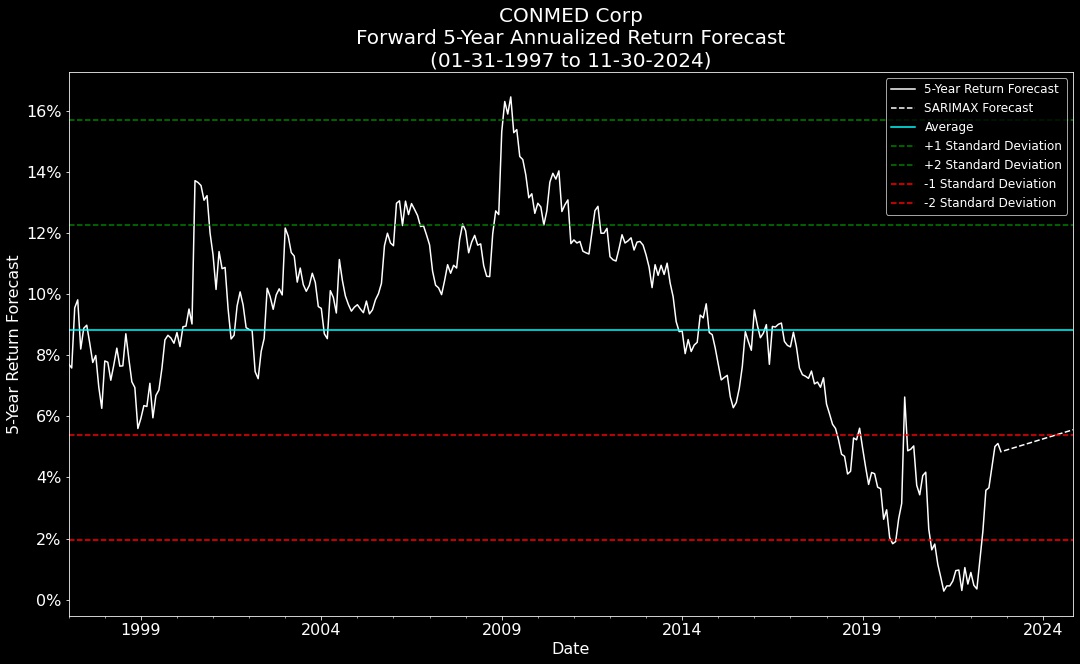 CONMED Corp
Forward 5-Year Annualized Return Forecast
(01-31-1997 to 11-30-2024)
5-Year Return Forecast
SARIMAX Forecast
Average
+1 Standard Deviation
+2 Standard Deviation
-1 Standard Deviation
-2 Standard Deviation
5-Year Return Forecast
16%
14%
12%
10%
8%
6%
4%
2%
0%
1999
2004
2009
2014
2019
2024
Date